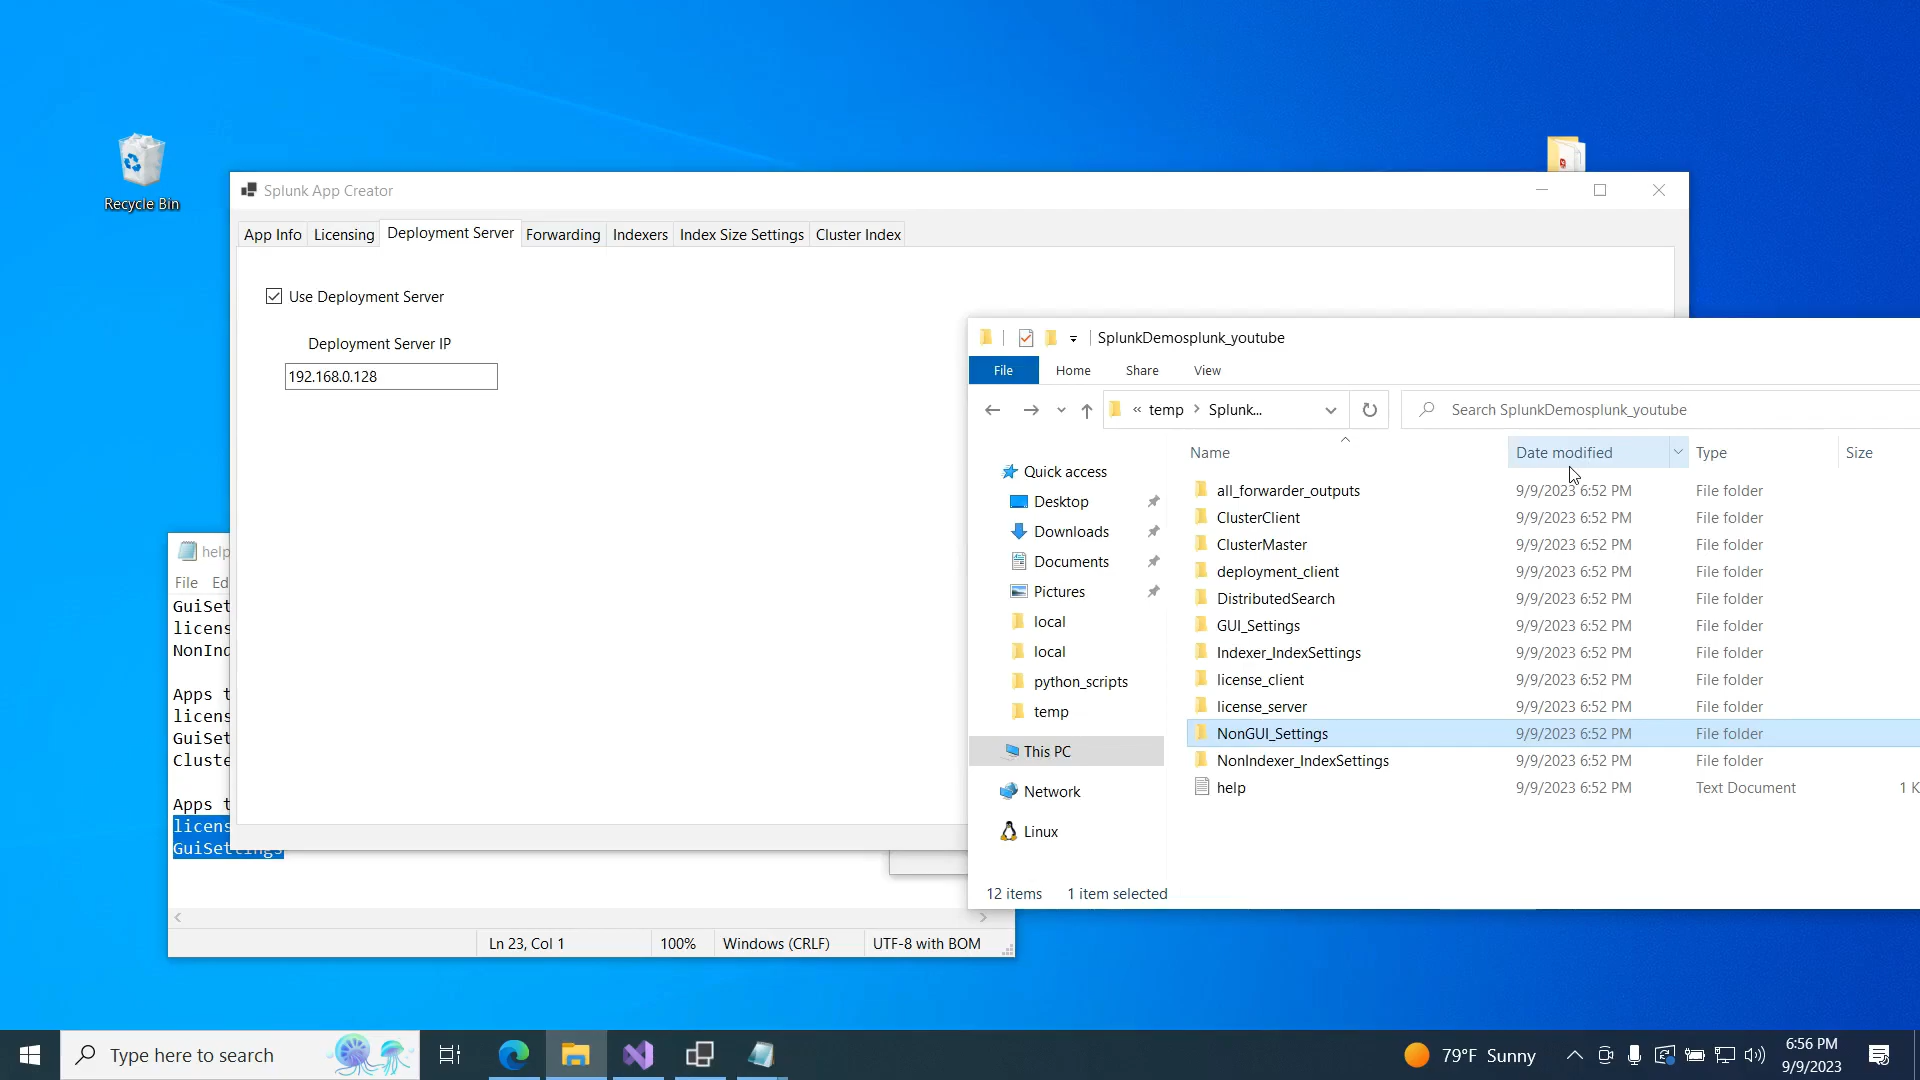 Recycle Bin
Splunk App Creator
App Info
Licensing
Deployment Server
Forwarding
Indexers
Index Size Settings
Cluster Index
Use Deployment Server
Deployment Server IP
192.168.0.128
help
File
Licens
NonInd
Apps t
licens
GuiSet
Cluste
Apps t
licens
GuiSettings
Ln 23, Col 1
100%
Windows (CRLF)
UTF-8 with BOM
SplunkDemosplunk_youtube
File
Home
Share
View
« temp > Splunk...
Search SplunkDemosplunk_youtube
Name
Date modified
Type
Size
Quick access
Desktop
Downloads
Documents
Pictures
local
local
python_scripts
temp
This PC
Network
Linux
all_forwarder_outputs 9/9/2023 6:52 PM File folder
ClusterClient 9/9/2023 6:52 PM File folder
ClusterMaster 9/9/2023 6:52 PM File folder
deployment_client 9/9/2023 6:52 PM File folder
DistributedSearch 9/9/2023 6:52 PM File folder
GUI_Settings 9/9/2023 6:52 PM File folder
Indexer_IndexSettings 9/9/2023 6:52 PM File folder
license_client 9/9/2023 6:52 PM File folder
license_server 9/9/2023 6:52 PM File folder
NonGUI_Settings 9/9/2023 6:52 PM File folder
NonIndexer_IndexSettings 9/9/2023 6:52 PM File folder
help 9/9/2023 6:52 PM Text Document 1 K
12 items
1 item selected
Type here to search
79°F Sunny
6:56 PM
9/9/2023